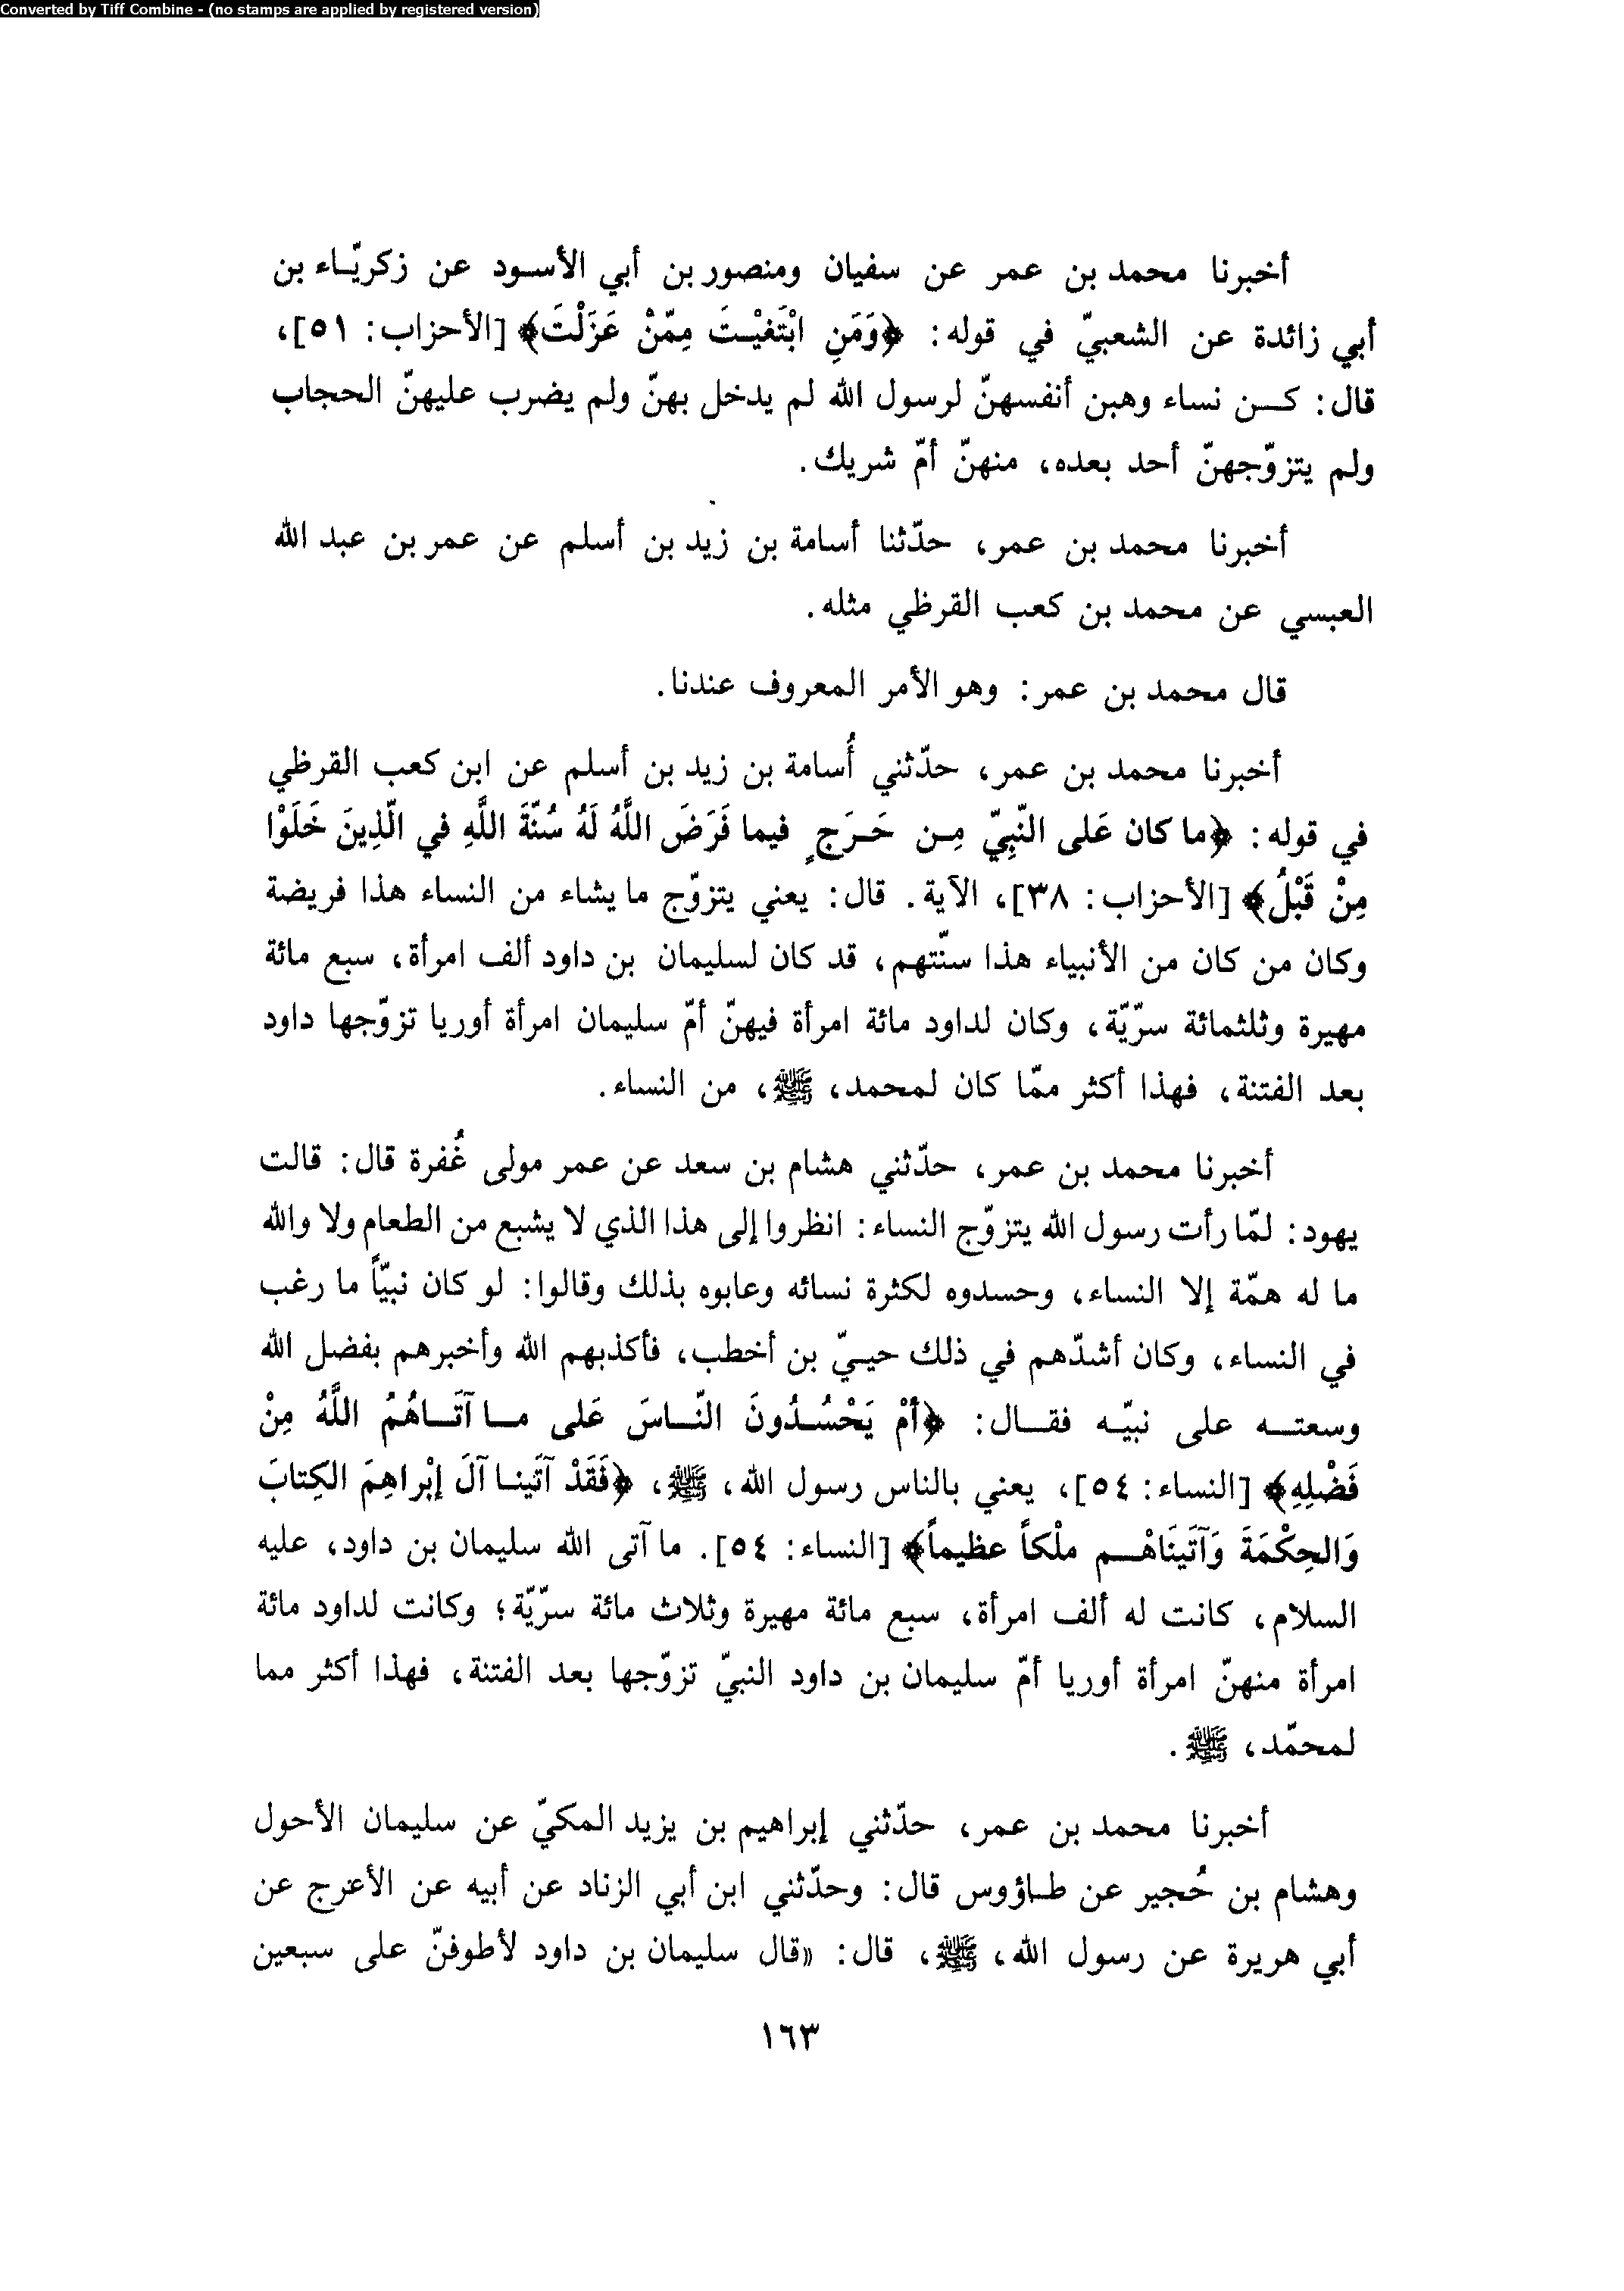 Converted by Tiff Combine - (no stamps are applied by registered version)
أخبرنا محمد بن عمر عن سفيان ومنصور بن أبي الأسود عن زكريّاء بن
أبي زائدة عن الشعبيّ في قوله: ﴿وَمَنِ ابْتَغَيْتَ مِمّنْ عَزَلْتَ﴾ [الأحزاب: ٥١]،
قال: كن نساء وهبن أنفسهنّ لرسول الله لم يدخل بهنّ ولم يضرب عليهنّ الحجاب
ولم يتزوّجهنّ أحد بعده، منهنّ أمّ شريك.
أخبرنا محمد بن عمر، حدّثنا أسامة بن زيد بن أسلم عن عمر بن عبد الله
العبسي عن محمد بن كعب القرظي مثله.
قال محمد بن عمر: وهو الأمر المعروف عندنا.
أخبرنا محمد بن عمر، حدّثني أُسامة بن زيد بن أسلم عن ابن كعب القرظي
في قوله: ﴿ما كان عَلى النّبِيّ مِن حَرَجٍ فيما فَرَضَ اللَّهُ لَهُ سُنّةَ اللَّهِ في الّذِينَ خَلَوْا
مِنْ قَبْلُ﴾ [الأحزاب: ٣٨]، الآية. قال: يعني يتزوّج ما يشاء من النساء هذا فريضة
وكان من كان من الأنبياء هذا سنّتهم، قد كان لسليمان بن داود ألف امرأة، سبع مائة
مهيرة وثلثمائة سرّيّة، وكان لداود مائة امرأة فيهنّ أمّ سليمان امرأة أوريا تزوّجها داود
بعد الفتنة، فهذا أكثر ممّا كان لمحمد، ﷺ، من النساء.
أخبرنا محمد بن عمر، حدّثني هشام بن سعد عن عمر مولى غُفرة قال: قالت
يهود: لمّا رأت رسول الله يتزوّج النساء: انظروا إلى هذا الذي لا يشبع من الطعام ولا والله
ما له همّة إلا النساء، وحسدوه لكثرة نسائه وعابوه بذلك وقالوا: لو كان نبيّاً ما رغب
في النساء، وكان أشدّهم في ذلك حييّ بن أخطب، فأكذبهم الله وأخبرهم بفضل الله
وسعته على نبيّه فقال: ﴿أمْ يَحْسُدُونَ النّاسَ عَلى ما آتَاهُمُ اللَّهُ مِنْ
فَضْلِهِ﴾ [النساء: ٥٤]، يعني بالناس رسول الله، ﷺ، ﴿فَقَدْ آتَينا آلَ إبْراهِمَ الكِتابَ
وَالحِكْمَةَ وَآتَينَاهُم ملْكاً عظيماً﴾ [النساء: ٥٤]. ما آتى الله سليمان بن داود، عليه
السلام، كانت له ألف امرأة، سبع مائة مهيرة وثلاث مائة سرّيّة؛ وكانت لداود مائة
امرأة منهنّ امرأة أوريا أمّ سليمان بن داود النبيّ تزوّجها بعد الفتنة، فهذا أكثر مما
لمحمّد، ﷺ.
أخبرنا محمد بن عمر، حدّثني إبراهيم بن يزيد المكيّ عن سليمان الأحول
وهشام بن حُجير عن طاؤوس قال: وحدّثني ابن أبي الزناد عن أبيه عن الأعرج عن
أبي هريرة عن رسول الله، ﷺ، قال: «قال سليمان بن داود لأطوفنّ على سبعين
١٦٣